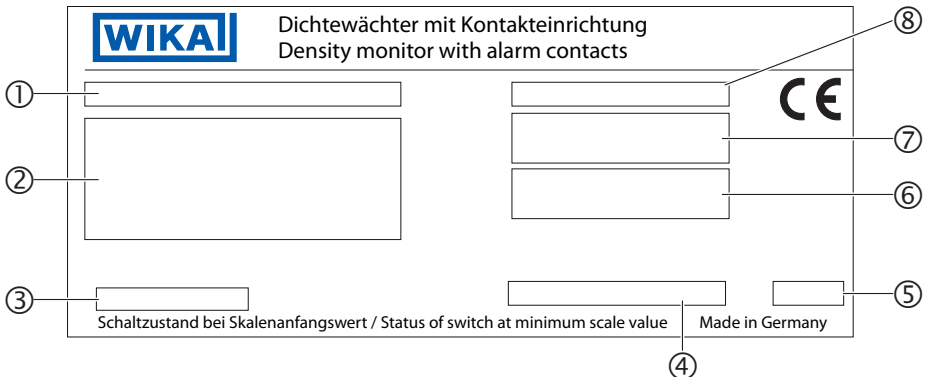 WIKAI
Dichtewächter mit Kontakteinrichtung
Density monitor with alarm contacts
⑧
CE
①
⑦
②
⑥
③
⑤
Schaltzustand bei Skalenanfangswert / Status of switch at minimum scale value
Made in Germany
④